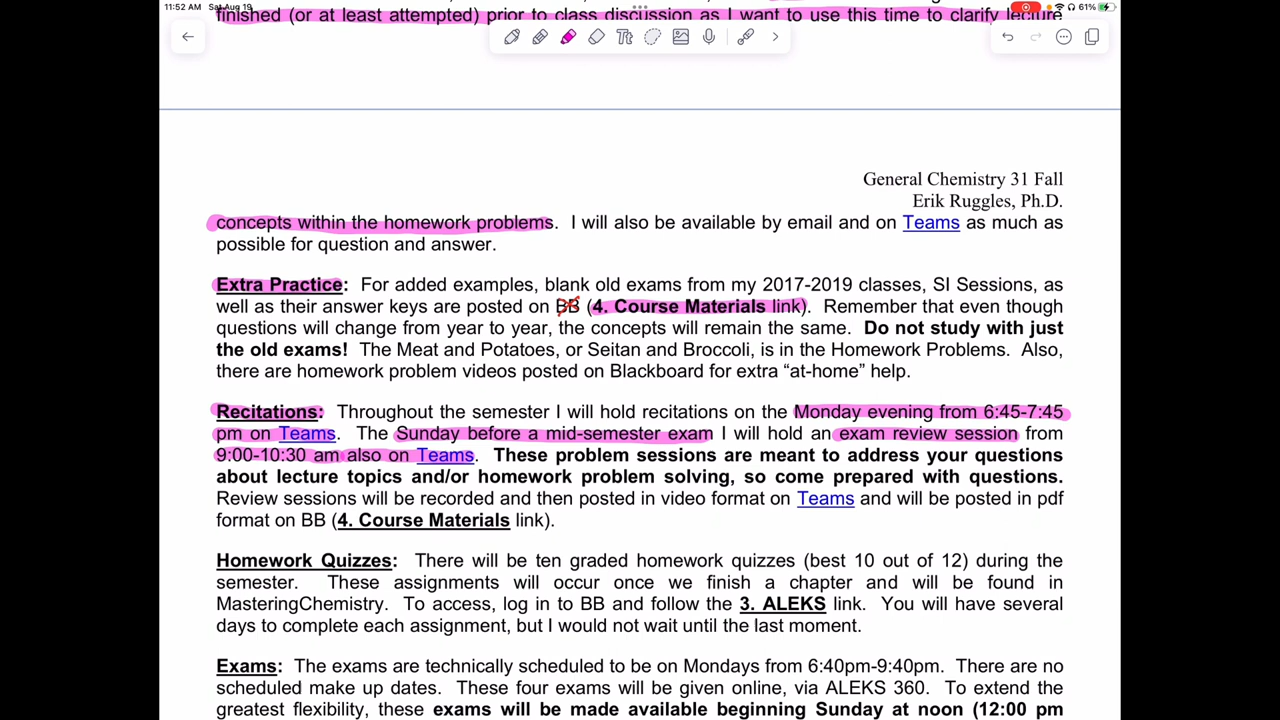 11:52 AM Sat Aug 19
61%
finished (or at least attempted) prior to class discussion as I want to use this time to clarify lecture
General Chemistry 31 Fall
Erik Ruggles, Ph.D.
concepts within the homework problems. I will also be available by email and on Teams as much as
possible for question and answer.
Extra Practice: For added examples, blank old exams from my 2017-2019 classes, SI Sessions, as
well as their answer keys are posted on BB (4. Course Materials link). Remember that even though
questions will change from year to year, the concepts will remain the same. Do not study with just
the old exams! The Meat and Potatoes, or Seitan and Broccoli, is in the Homework Problems. Also,
there are homework problem videos posted on Blackboard for extra “at-home” help.
Recitations: Throughout the semester I will hold recitations on the Monday evening from 6:45-7:45
pm on Teams. The Sunday before a mid-semester exam I will hold an exam review session from
9:00-10:30 am also on Teams. These problem sessions are meant to address your questions
about lecture topics and/or homework problem solving, so come prepared with questions.
Review sessions will be recorded and then posted in video format on Teams and will be posted in pdf
format on BB (4. Course Materials link).
Homework Quizzes: There will be ten graded homework quizzes (best 10 out of 12) during the
semester. These assignments will occur once we finish a chapter and will be found in
MasteringChemistry. To access, log in to BB and follow the 3. ALEKS link. You will have several
days to complete each assignment, but I would not wait until the last moment.
Exams: The exams are technically scheduled to be on Mondays from 6:40pm-9:40pm. There are no
scheduled make up dates. These four exams will be given online, via ALEKS 360. To extend the
greatest flexibility, these exams will be made available beginning Sunday at noon (12:00 pm